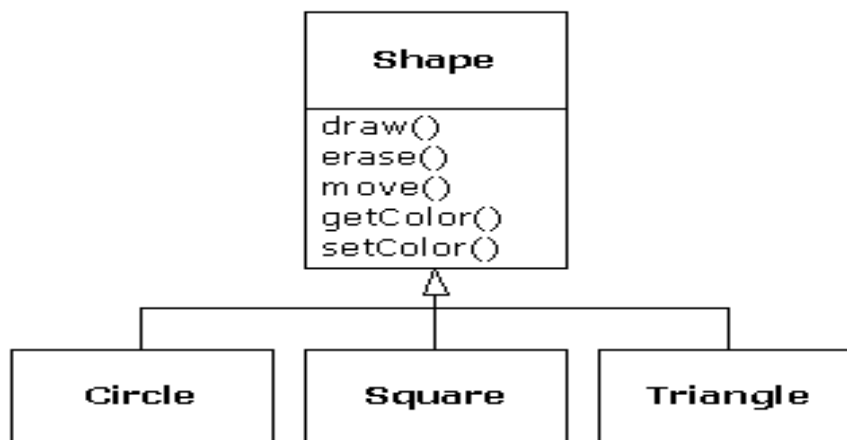 Shape
draw()
erase()
move()
getColor()
setColor()
Circle
Square
Triangle